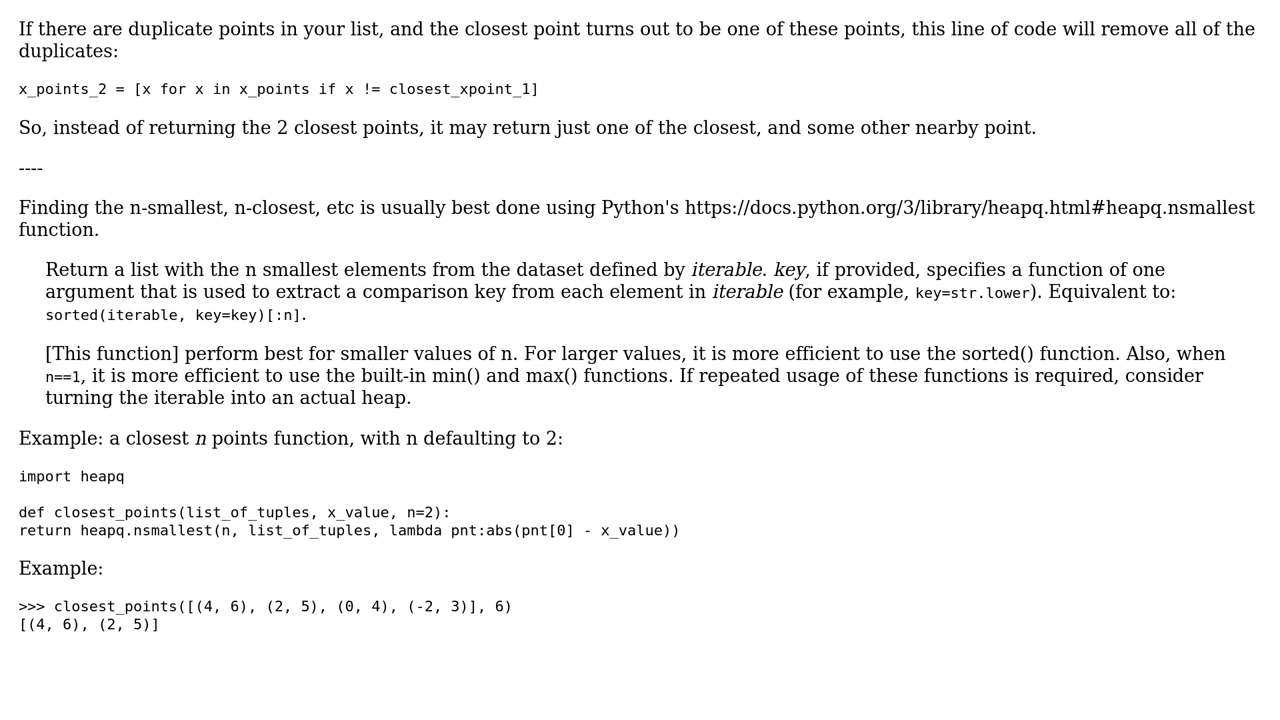 If there are duplicate points in your list, and the closest point turns out to be one of these points, this line of code will remove all of the
duplicates:
x_points_2 = [x for x in x_points if x != closest_xpoint_1]
So, instead of returning the 2 closest points, it may return just one of the closest, and some other nearby point.
----
Finding the n-smallest, n-closest, etc is usually best done using Python's https://docs.python.org/3/library/heapq.html#heapq.nsmallest
function.
Return a list with the n smallest elements from the dataset defined by iterable. key, if provided, specifies a function of one
argument that is used to extract a comparison key from each element in iterable (for example, key=str.lower). Equivalent to:
sorted(iterable, key=key)[:n].
[This function] perform best for smaller values of n. For larger values, it is more efficient to use the sorted() function. Also, when
n==1, it is more efficient to use the built-in min() and max() functions. If repeated usage of these functions is required, consider
turning the iterable into an actual heap.
Example: a closest n points function, with n defaulting to 2:
import heapq
def closest_points(list_of_tuples, x_value, n=2):
return heapq.nsmallest(n, list_of_tuples, lambda pnt:abs(pnt[0] - x_value))
Example:
>>> closest_points([(4, 6), (2, 5), (0, 4), (-2, 3)], 6)
[(4, 6), (2, 5)]